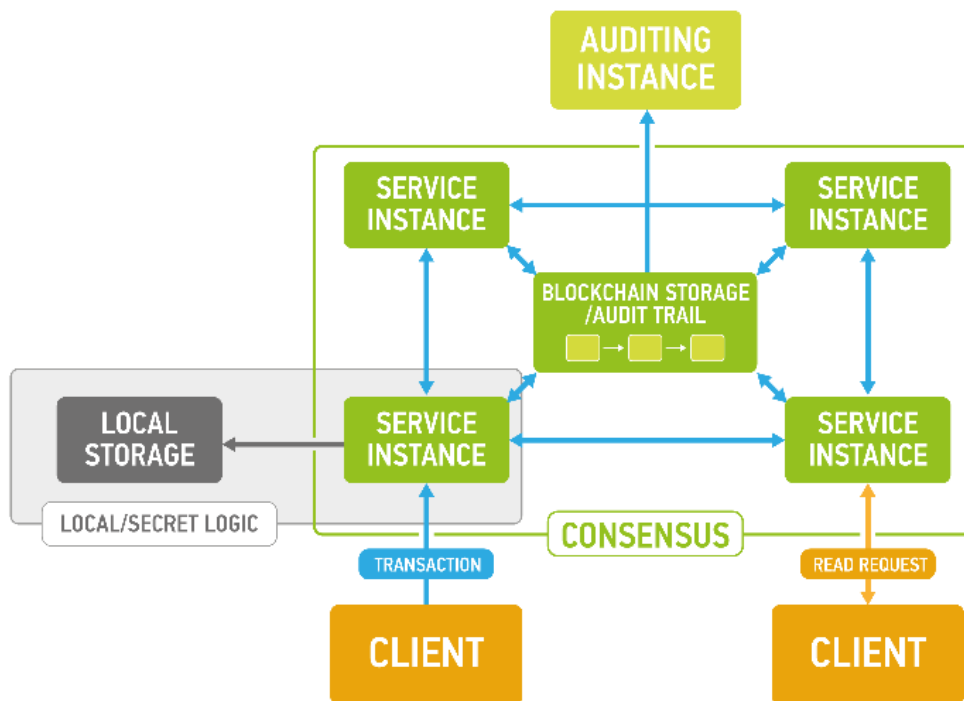 AUDITING
INSTANCE
SERVICE
INSTANCE
SERVICE
INSTANCE
BLOCKCHAIN STORAGE
/AUDIT TRAIL
LOCAL
STORAGE
SERVICE
INSTANCE
SERVICE
INSTANCE
LOCAL/SECRET LOGIC
CONSENSUS
TRANSACTION
READ REQUEST
CLIENT
CLIENT